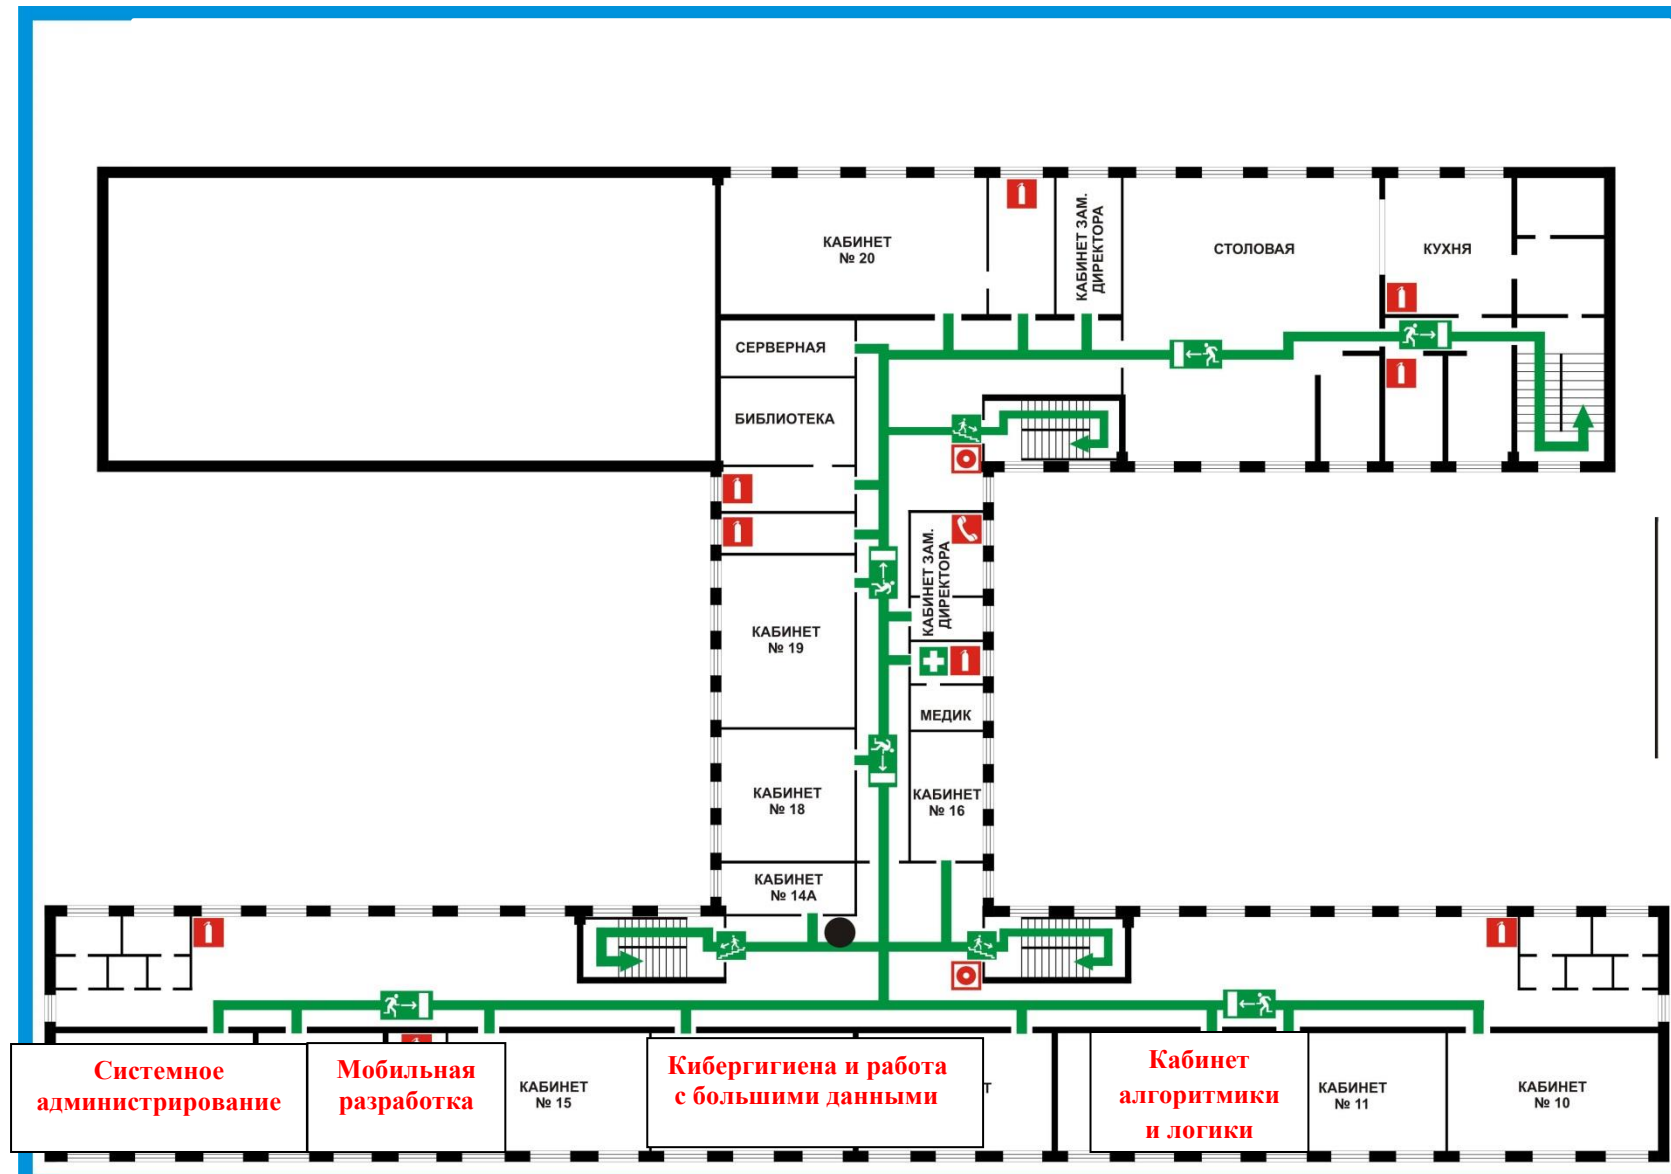 КАБИНЕТ
№ 20
КАБИНЕТ ЗАМ.
ДИРЕКТОРА
СТОЛОВАЯ
КУХНЯ
СЕРВЕРНАЯ
БИБЛИОТЕКА
КАБИНЕТ ЗАМ.
ДИРЕКТОРА
КАБИНЕТ
№ 19
МЕДИК
КАБИНЕТ
№ 18
КАБИНЕТ
№ 16
КАБИНЕТ
№ 14А
Системное
администрирование
Мобильная
разработка
КАБИНЕТ
№ 15
Кибергигиена и работа
с большими данными
Т
Кабинет
алгоритмики
и логики
КАБИНЕТ
№ 11
КАБИНЕТ
№ 10